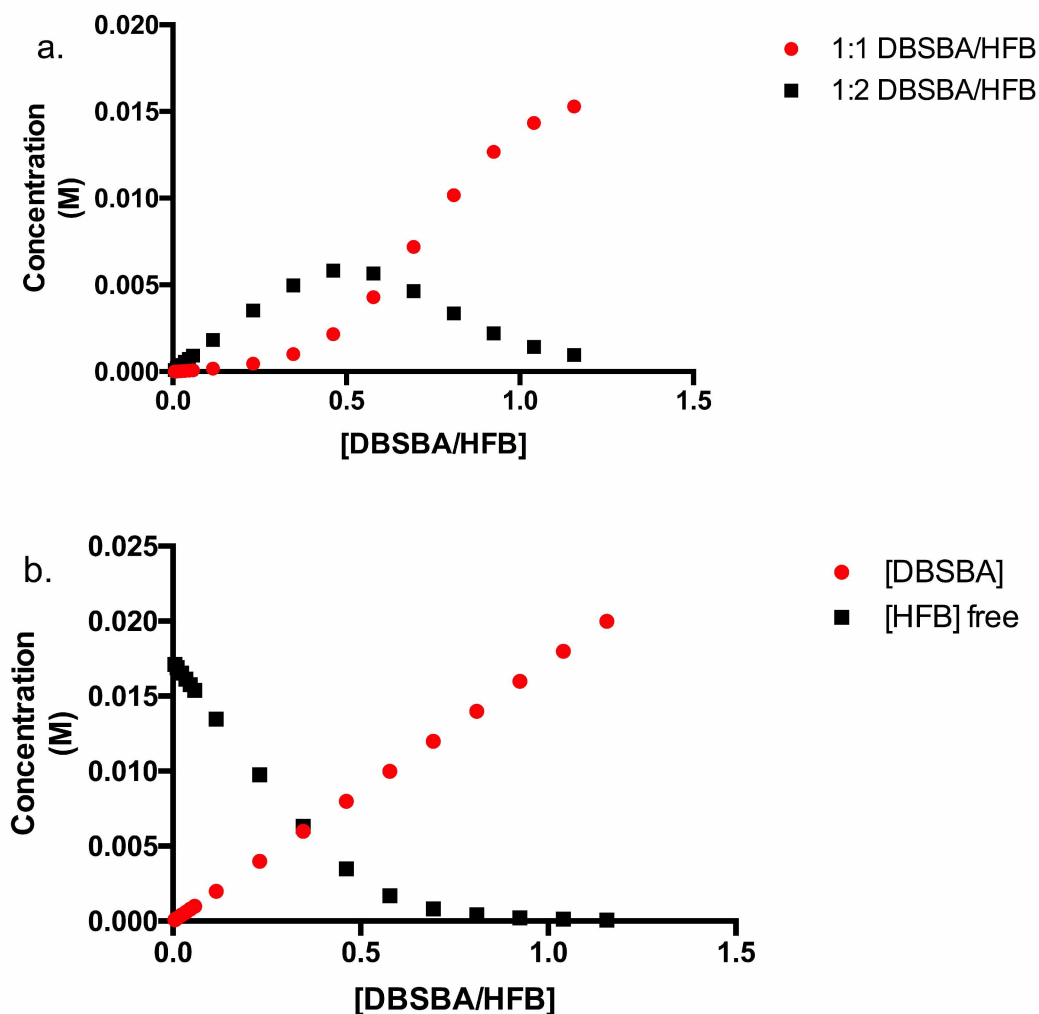 a.
0.020
0.015
0.010
0.005
0.000
Concentration
(M)
0.0 0.5 1.0 1.5
[DBSBA/HFB]
1:1 DBSBA/HFB
1:2 DBSBA/HFB
b.
0.025
0.020
0.015
0.010
0.005
0.000
Concentration
(M)
0.0 0.5 1.0 1.5
[DBSBA/HFB]
[DBSBA]
[HFB] free